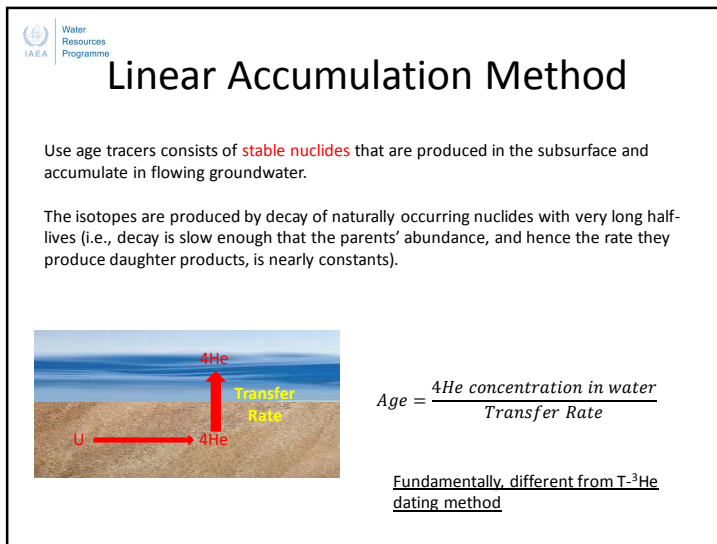 IAEA
Water
Resources
Programme
Linear Accumulation Method
Use age tracers consists of stable nuclides that are produced in the subsurface and
accumulate in flowing groundwater.
The isotopes are produced by decay of naturally occurring nuclides with very long half-
lives (i.e., decay is slow enough that the parents’ abundance, and hence the rate they
produce daughter products, is nearly constants).
4He
Transfer
Rate
U
4He
Age = 4He concentration in water / Transfer Rate
Fundamentally, different from T-³He
dating method